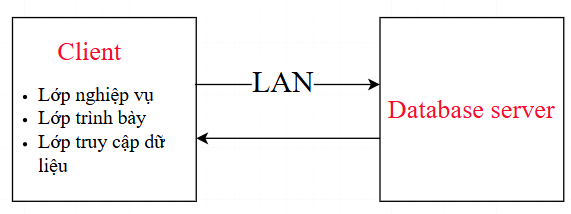 Client
• Lớp nghiệp vụ
• Lớp trình bày
• Lớp truy cập dữ
liệu
LAN
Database server